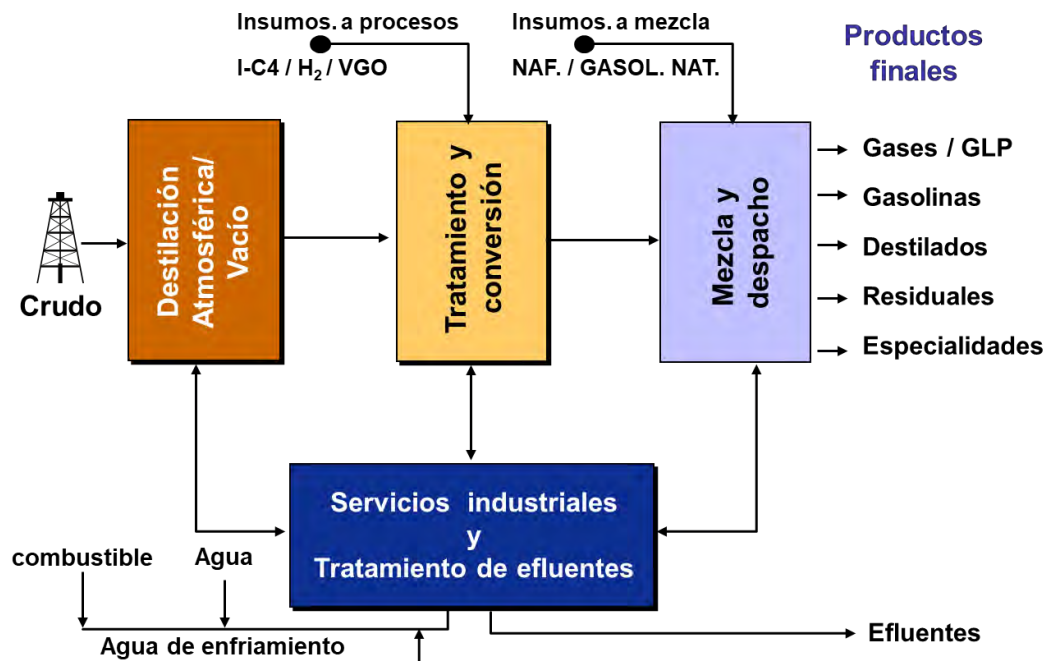 Insumos. a procesos
I-C4 / H₂ / VGO
Insumos. a mezcla
NAF. / GASOL. NAT.
Productos
finales
Crudo
Destilación
Atmosférica/
Vacío
Tratamiento y
conversión
Mezcla y
despacho
Gases / GLP
Gasolinas
Destilados
Residuales
Especialidades
Servicios industriales
y
Tratamiento de efluentes
combustible
Agua
Agua de enfriamiento
Efluentes